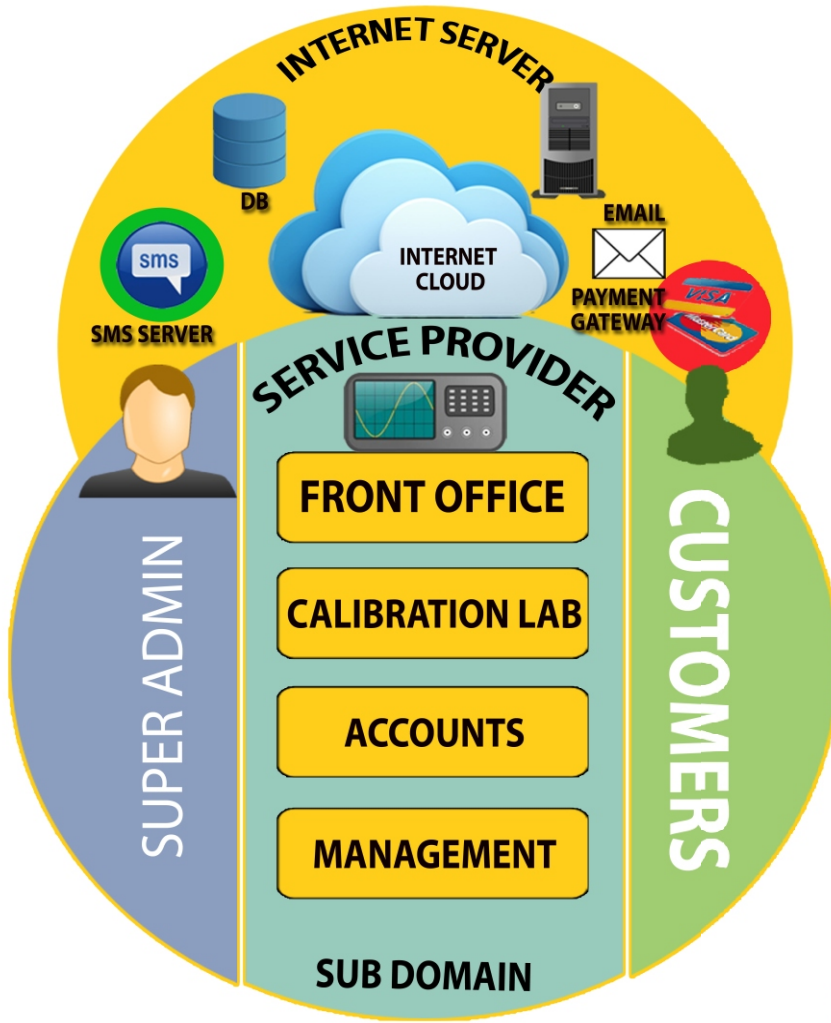 INTERNET SERVER
DB
EMAIL
sms
INTERNET
CLOUD
SMS SERVER
PAYMENT
GATEWAY
VISA
MasterCard
SERVICE PROVIDER
FRONT OFFICE
CALIBRATION LAB
ACCOUNTS
MANAGEMENT
SUB DOMAIN
SUPER ADMIN
CUSTOMERS